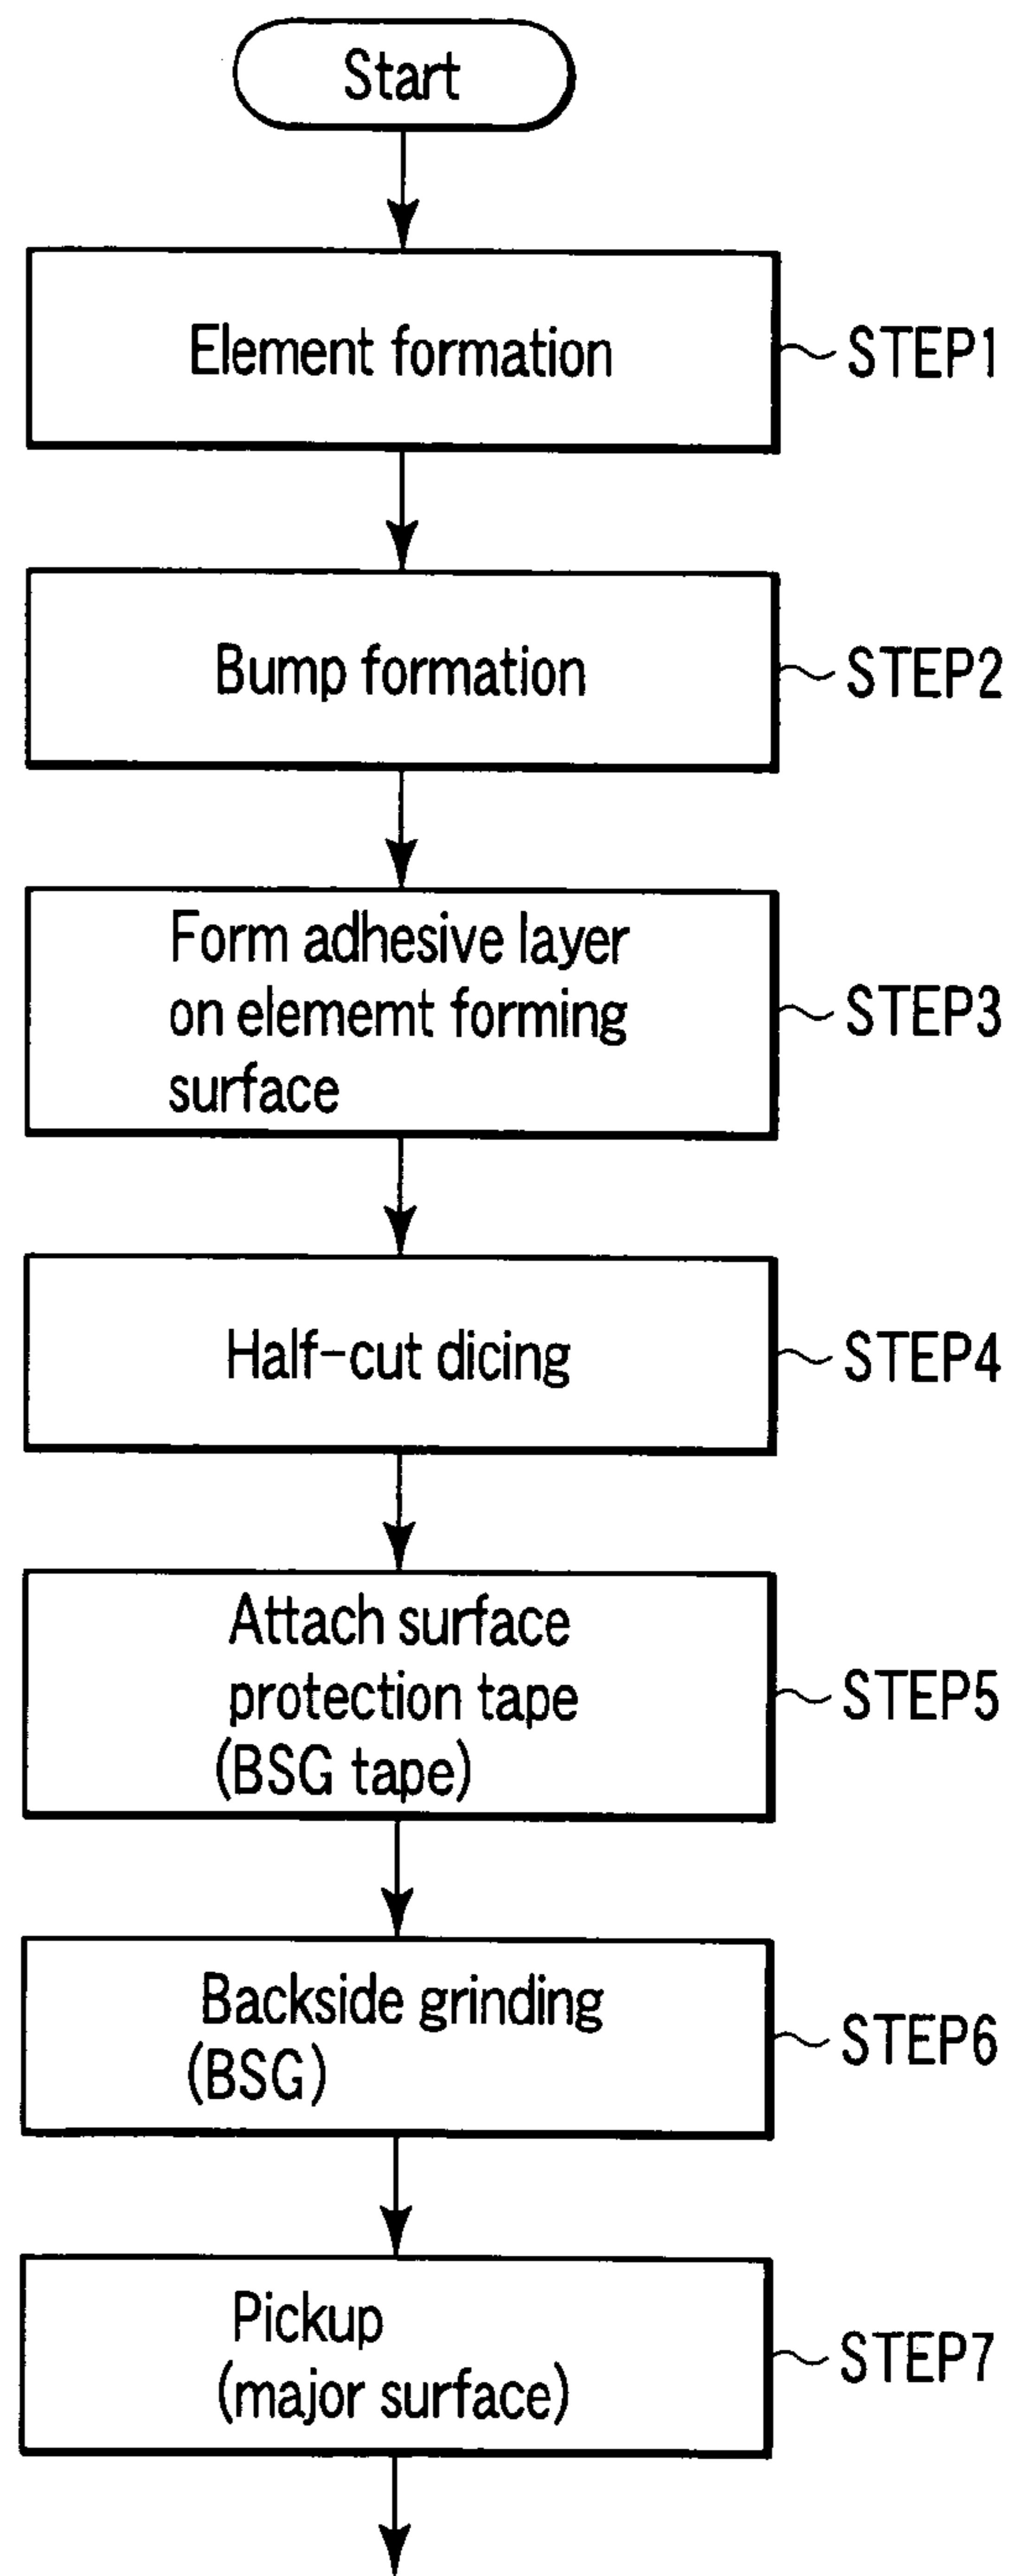 Start
Element formation
STEP1
Bump formation
STEP2
Form adhesive layer
on elememt forming
surface
STEP3
Half-cut dicing
STEP4
Attach surface
protection tape
(BSG tape)
STEP5
Backside grinding
(BSG)
STEP6
Pickup
(major surface)
STEP7